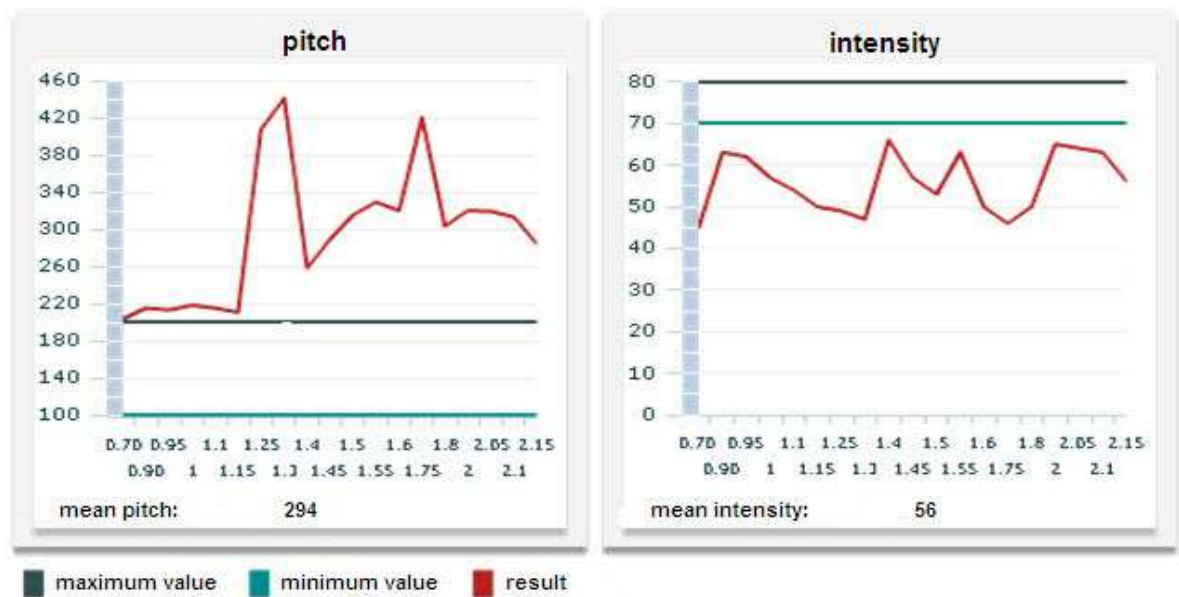 pitch
460
420
380
340
300
260
220
180
140
100
0.70 0.95 1.1 1.25 1.4 1.5 1.6 1.8 2.05 2.15
0.90 1 1.15 1.3 1.45 1.55 1.75 2 2.1
mean pitch: 294
intensity
80
70
60
50
40
30
20
10
0
0.70 0.95 1.1 1.25 1.4 1.5 1.6 1.8 2.05 2.15
0.90 1 1.15 1.3 1.45 1.55 1.75 2 2.1
mean intensity: 56
maximum value minimum value result